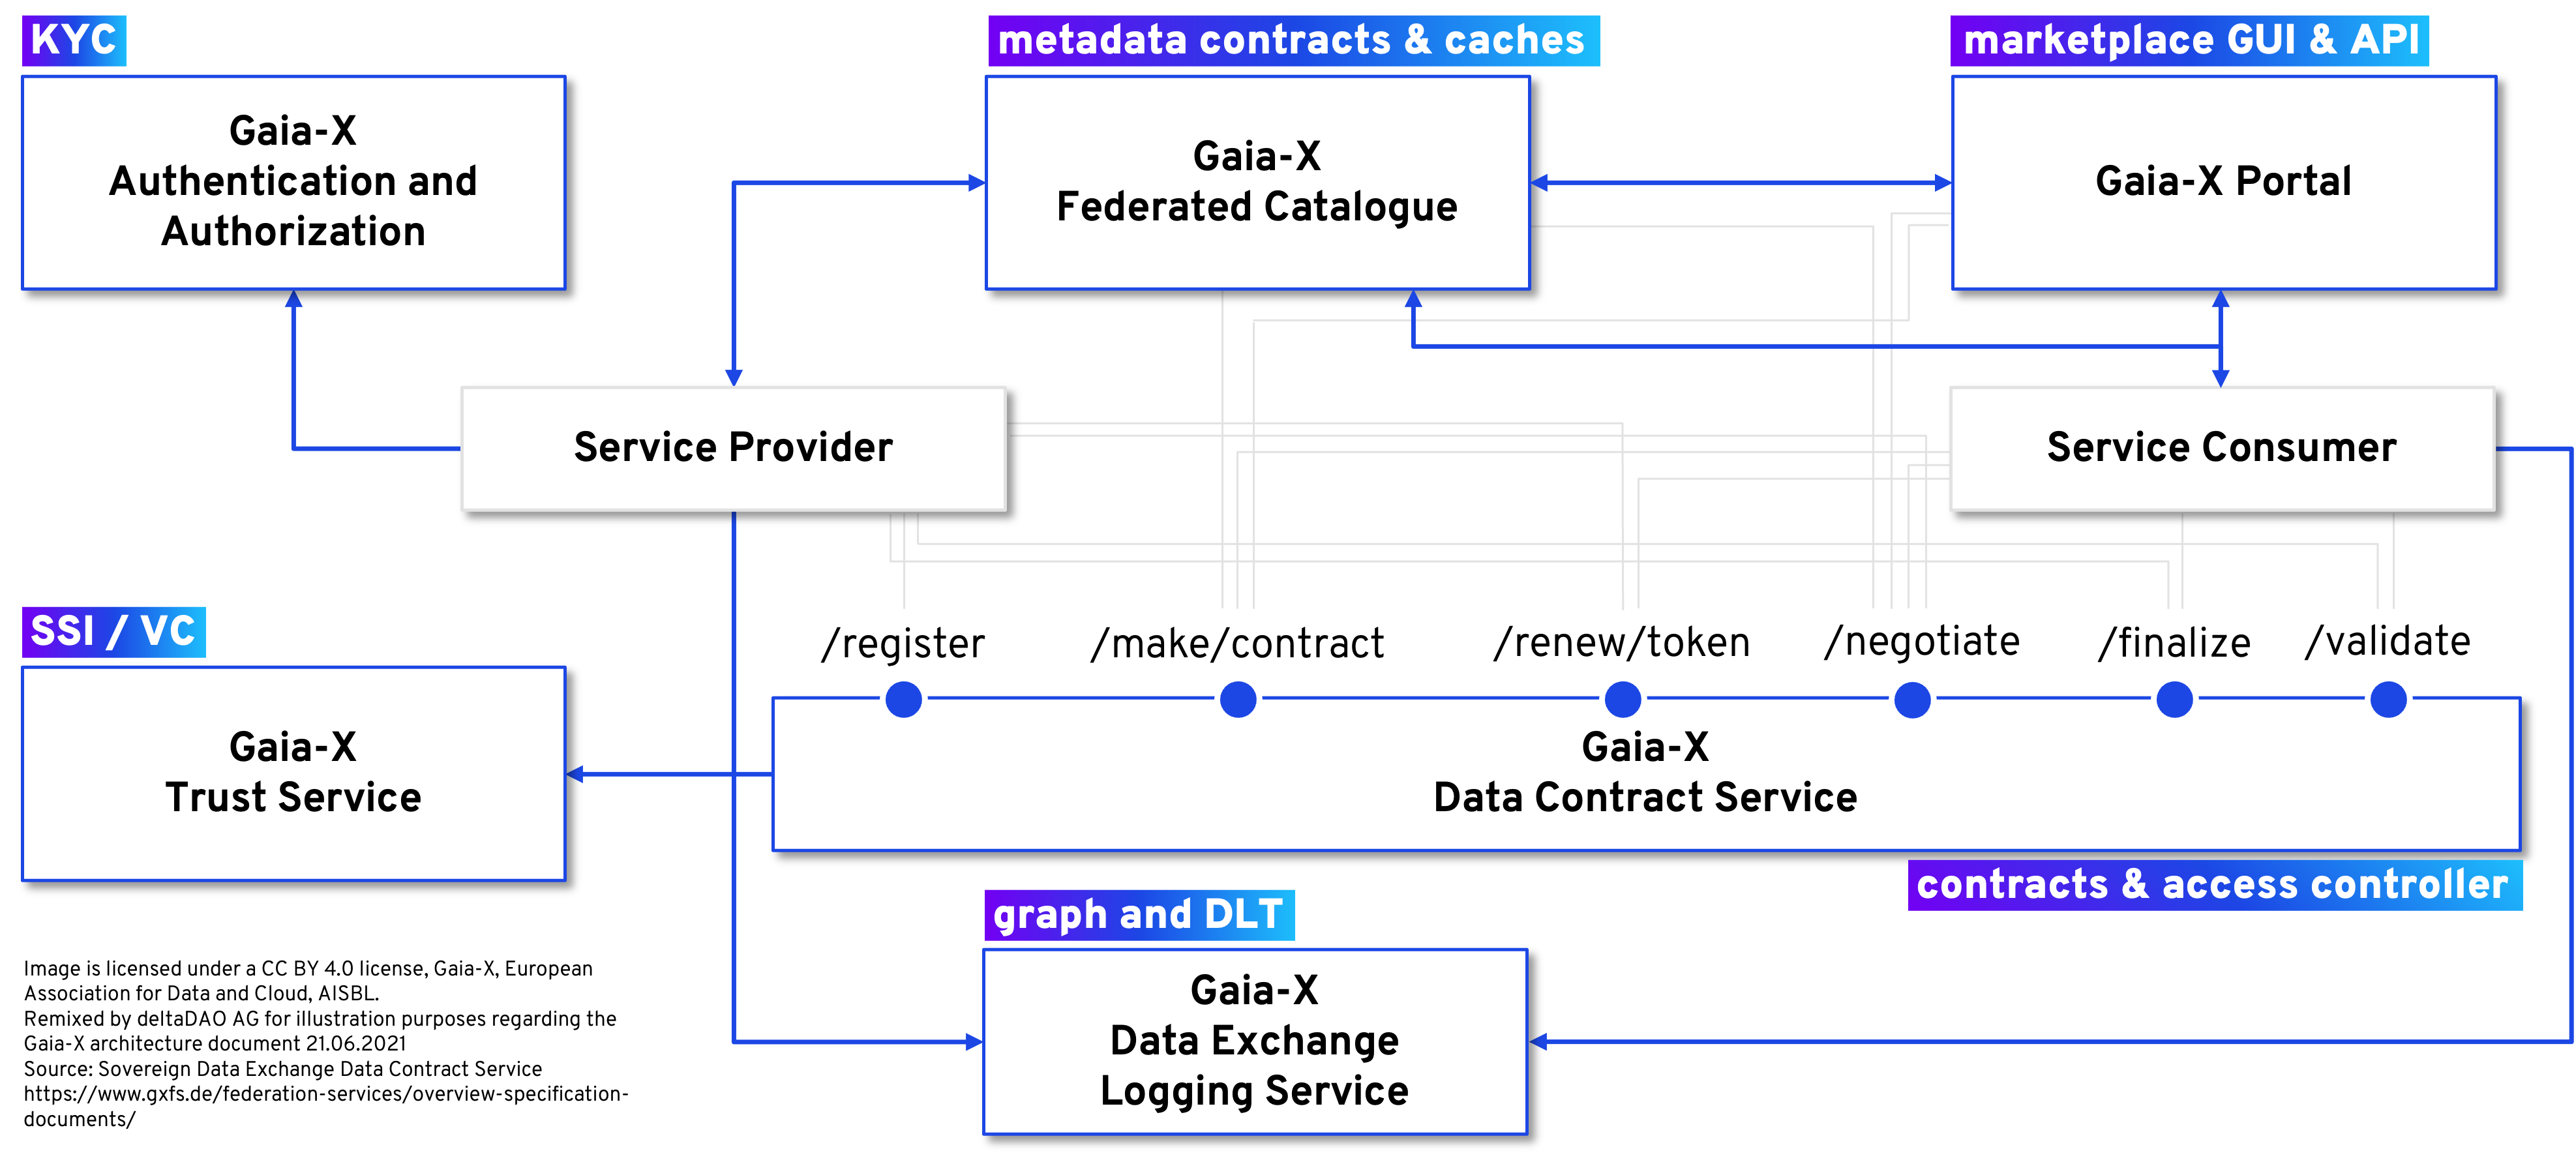 KYC
metadata contracts & caches
marketplace GUI & API
Gaia-X
Authentication and
Authorization
Gaia-X
Federated Catalogue
Gaia-X Portal
Service Provider
Service Consumer
SSI / VC
/register
/make/contract
/renew/token
/negotiate
/finalize
/validate
Gaia-X
Trust Service
Gaia-X
Data Contract Service
contracts & access controller
graph and DLT
Gaia-X
Data Exchange
Logging Service
Image is licensed under a CC BY 4.0 license, Gaia-X, European
Association for Data and Cloud, AISBL.
Remixed by deltaDAO AG for illustration purposes regarding the
Gaia-X architecture document 21.06.2021
Source: Sovereign Data Exchange Data Contract Service
https://www.gxfs.de/federation-services/overview-specification-
documents/